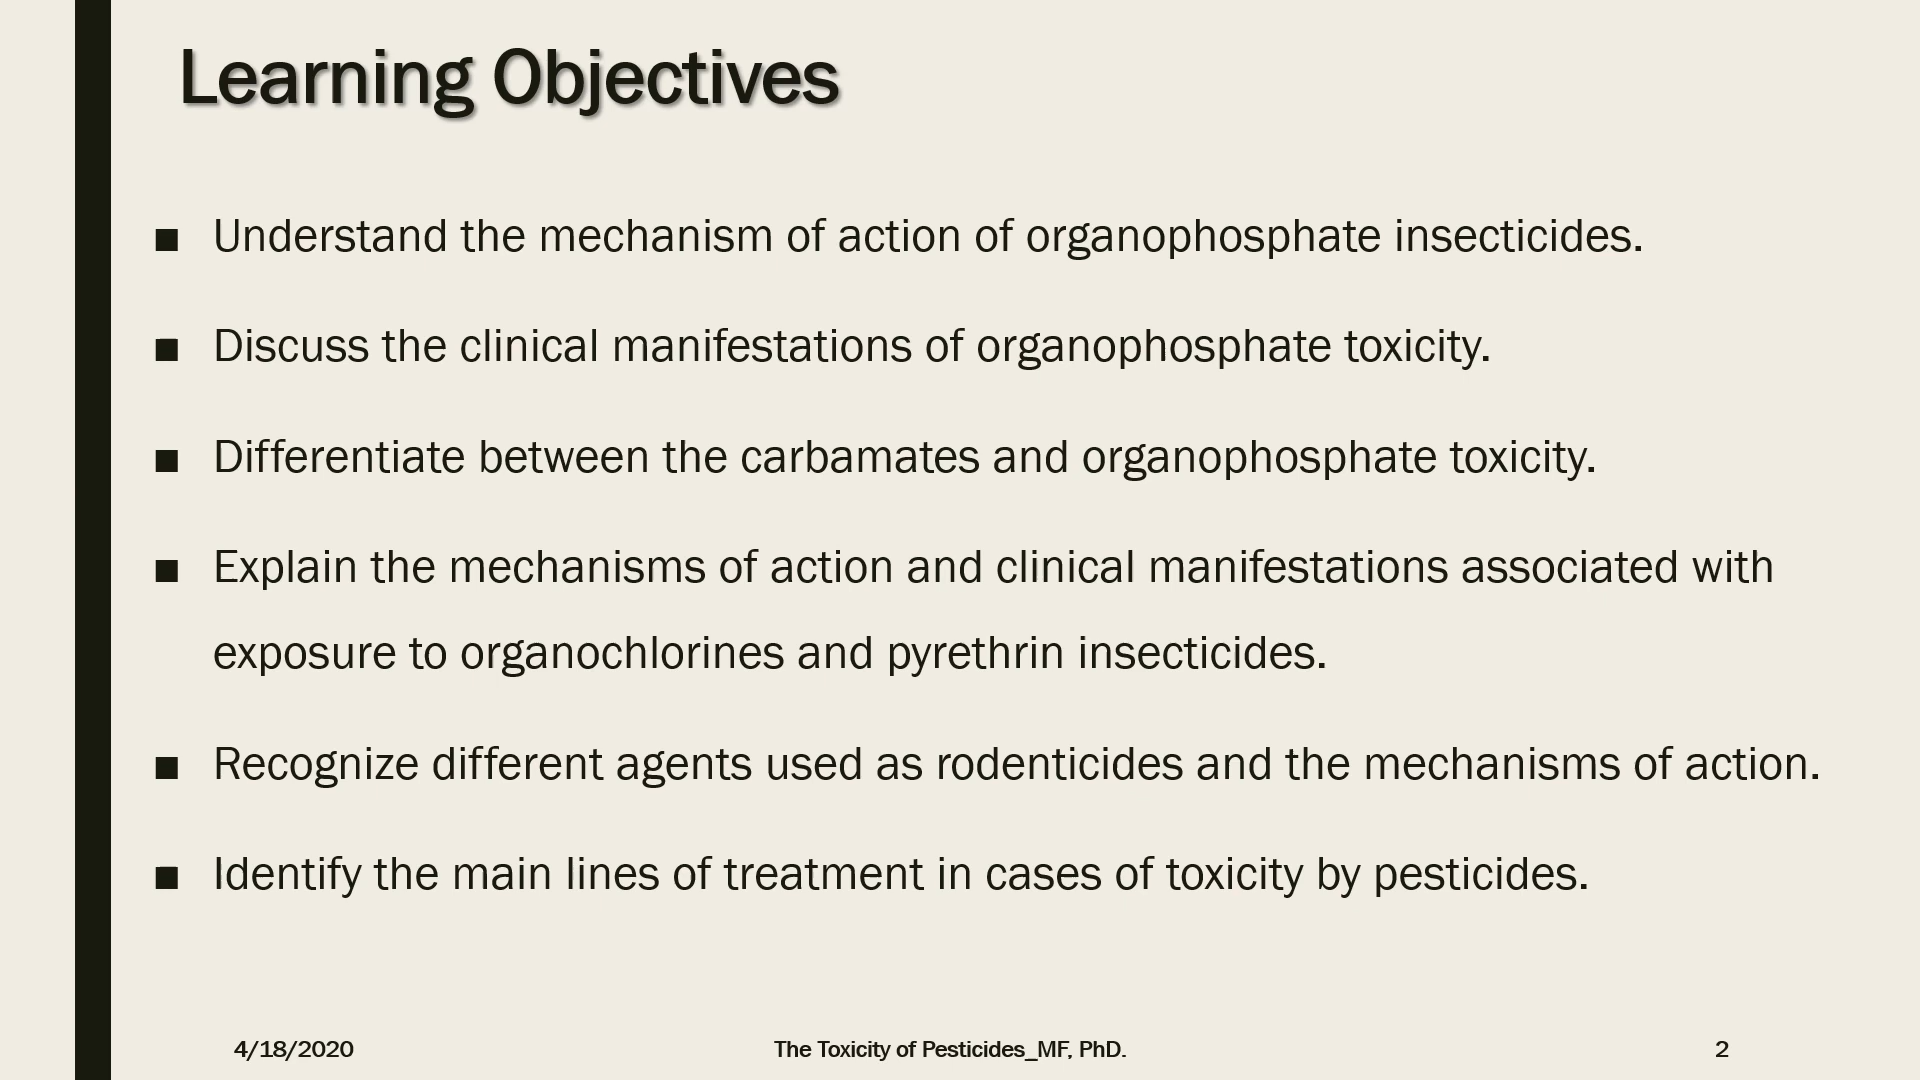 Learning Objectives
■ Understand the mechanism of action of organophosphate insecticides.
■ Discuss the clinical manifestations of organophosphate toxicity.
■ Differentiate between the carbamates and organophosphate toxicity.
■ Explain the mechanisms of action and clinical manifestations associated with
exposure to organochlorines and pyrethrin insecticides.
■ Recognize different agents used as rodenticides and the mechanisms of action.
■ Identify the main lines of treatment in cases of toxicity by pesticides.
4/18/2020 The Toxicity of Pesticides_MF, PhD. 2